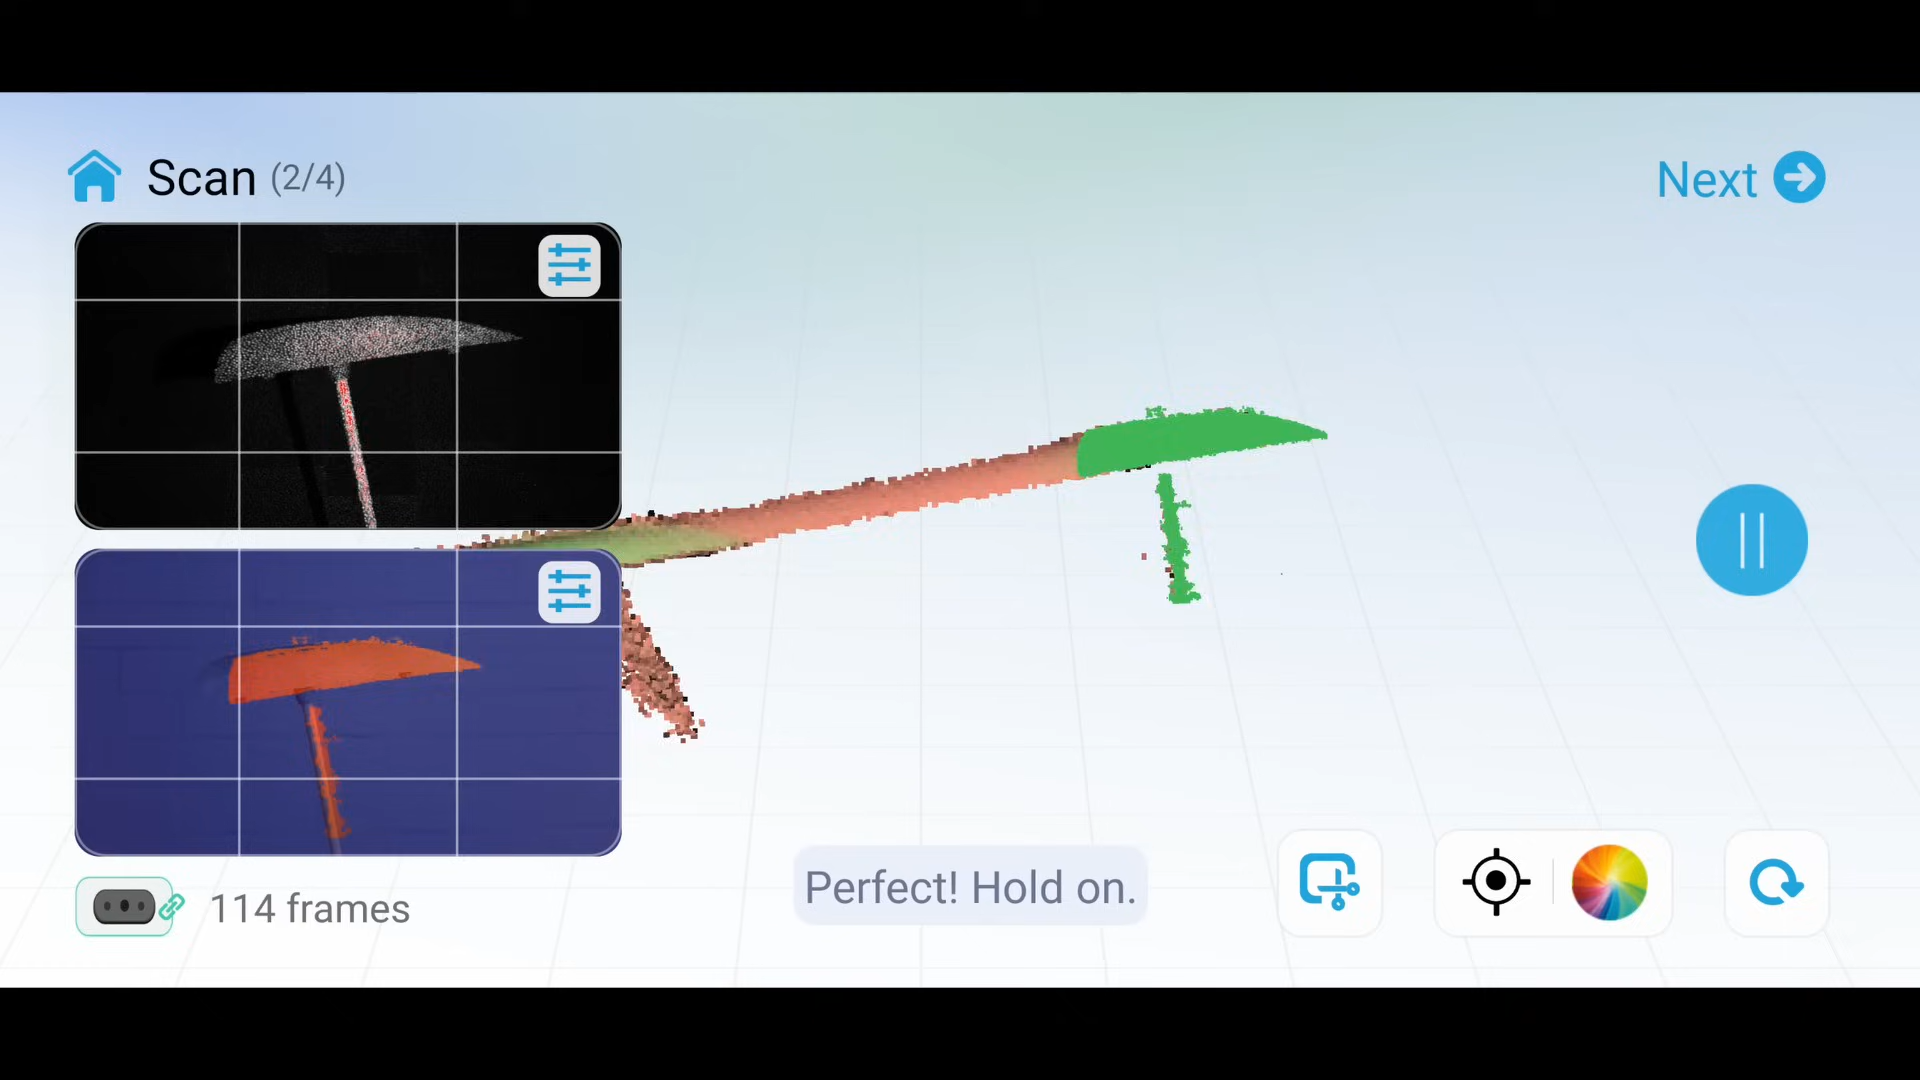 Scan (2/4)
Next
Perfect! Hold on.
114 frames